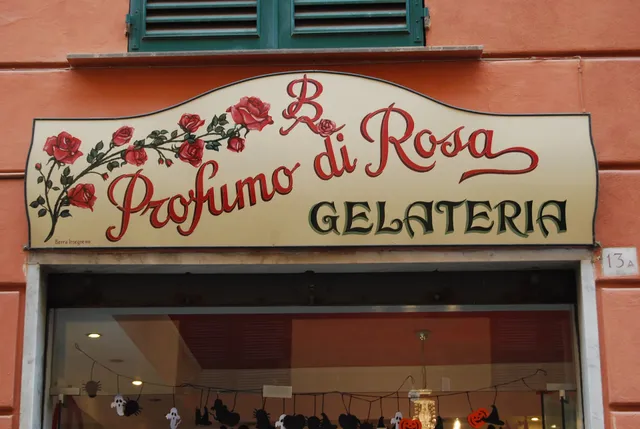 B
Profumo di Rosa
GELATERIA
13A